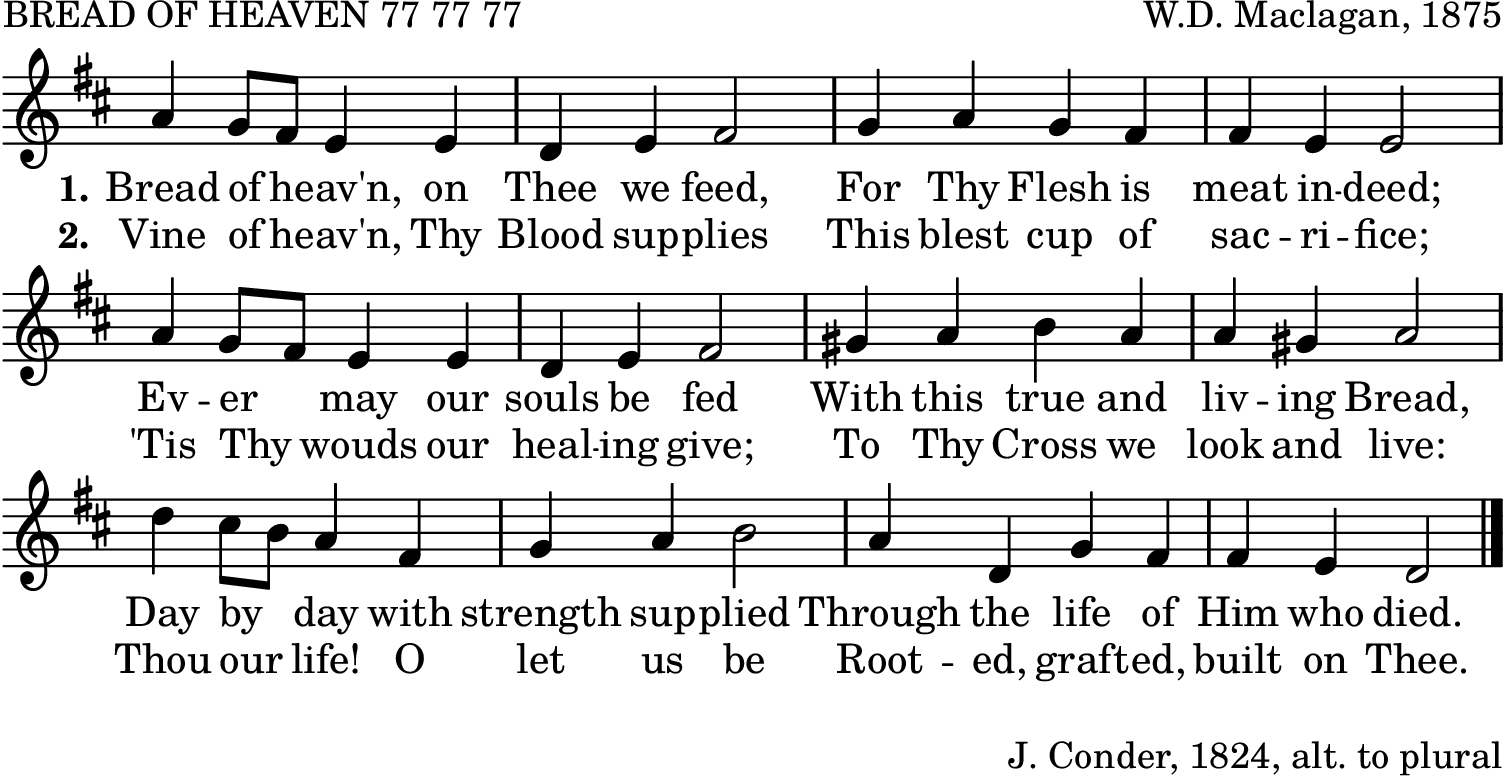 BREAD OF HEAVEN 77 77 77 W.D. Maclagan, 1875
1. Bread of heav'n, on Thee we feed, For Thy Flesh is meat in-deed;
2. Vine of heav'n, Thy Blood supplies This blest cup of sac - ri - fice;
Ev - er may our souls be fed With this true and liv - ing Bread,
'Tis Thy wouds our heal-ing give; To Thy Cross we look and live:
Day by day with strength supplied Through the life of Him who died.
Thou our life! O let us be Root - ed, grafted, built on Thee.
J. Conder, 1824, alt. to plural